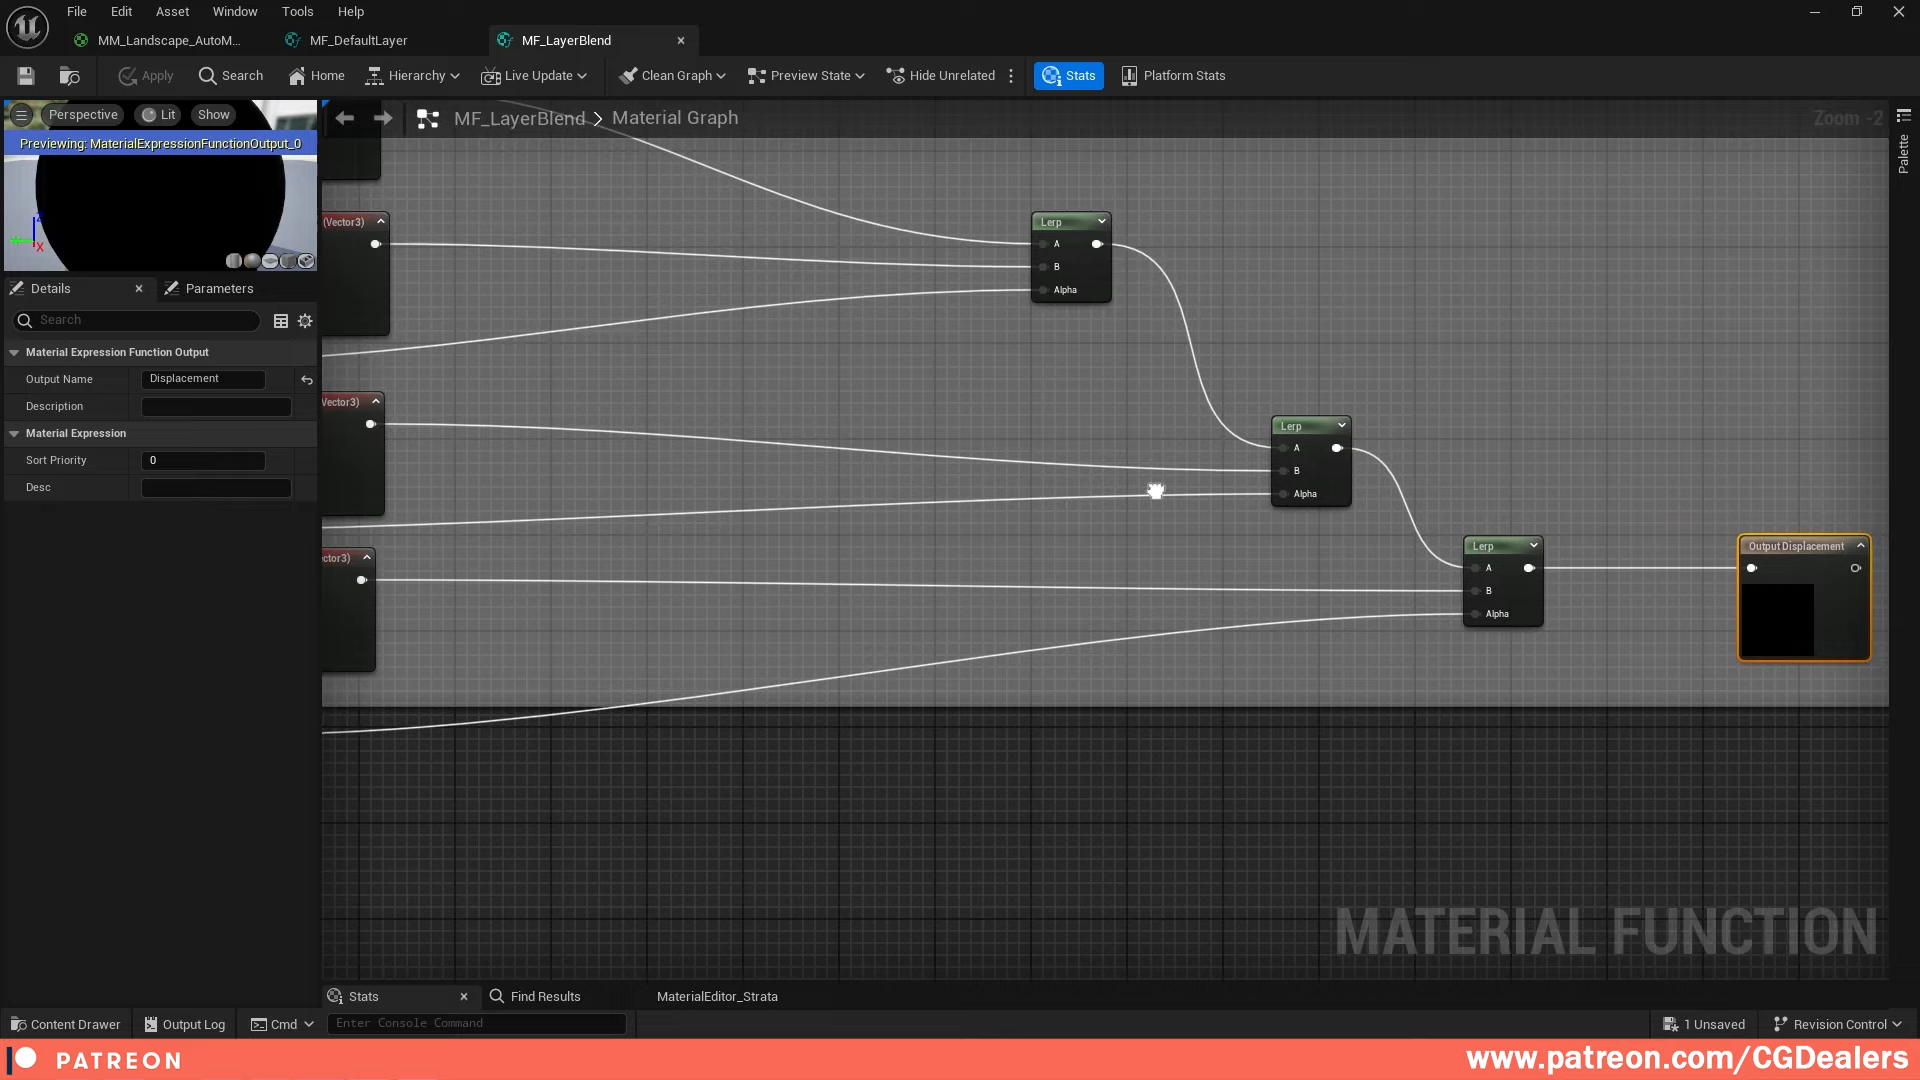 File Edit Asset Window Tools Help
MM_Landscape_AutoM... MF_DefaultLayer MF_LayerBlend
Apply Search Home Hierarchy Live Update Clean Graph Preview State Hide Unrelated Stats Platform Stats
Perspective Lit Show
MF_LayerBlend > Material Graph
Zoom -2
Previewing: MaterialExpressionFunctionOutput_0
Palette
Z
X
Details Parameters
Search
Material Expression Function Output
Output Name Displacement
Description
Material Expression
Sort Priority 0
Desc
(Vector3)
Vector3)
ctor3)
Lerp
A
B
Alpha
Lerp
A
B
Alpha
Lerp
A
B
Alpha
Output Displacement
MATERIAL FUNCTION
Stats Find Results MaterialEditor_Strata
Content Drawer Output Log Cmd Enter Console Command 1 Unsaved Revision Control
PATREON www.patreon.com/CGDealers